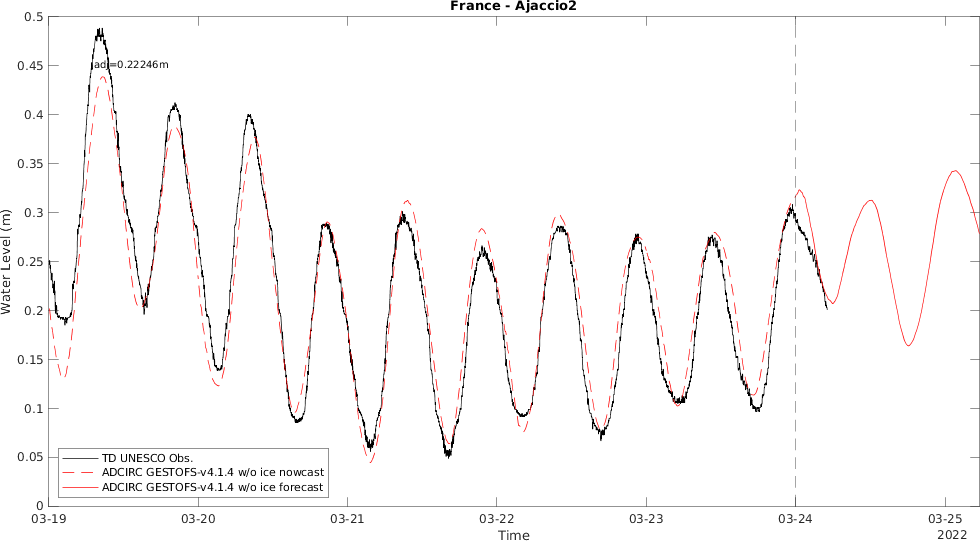 France - Ajaccio2
0.5
0.45
0.4
0.35
0.3
0.25
0.2
0.15
0.1
0.05
0
Water Level (m)
adj=0.22246m
TD UNESCO Obs.
ADCIRC GESTOFS-v4.1.4 w/o ice nowcast
ADCIRC GESTOFS-v4.1.4 w/o ice forecast
03-19 03-20 03-21 03-22 03-23 03-24 03-25
Time
2022